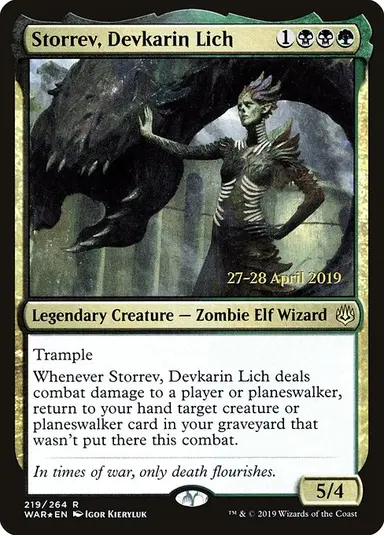 Storrev, Devkarin Lich 1
27–28 April 2019
Legendary Creature — Zombie Elf Wizard
Trample
Whenever Storrev, Devkarin Lich deals
combat damage to a player or planeswalker,
return to your hand target creature or
planeswalker card in your graveyard that
wasn't put there this combat.
In times of war, only death flourishes.
5/4
219/264 R
WAR★EN Igor Kieryluk
™ & © 2019 Wizards of the Coast